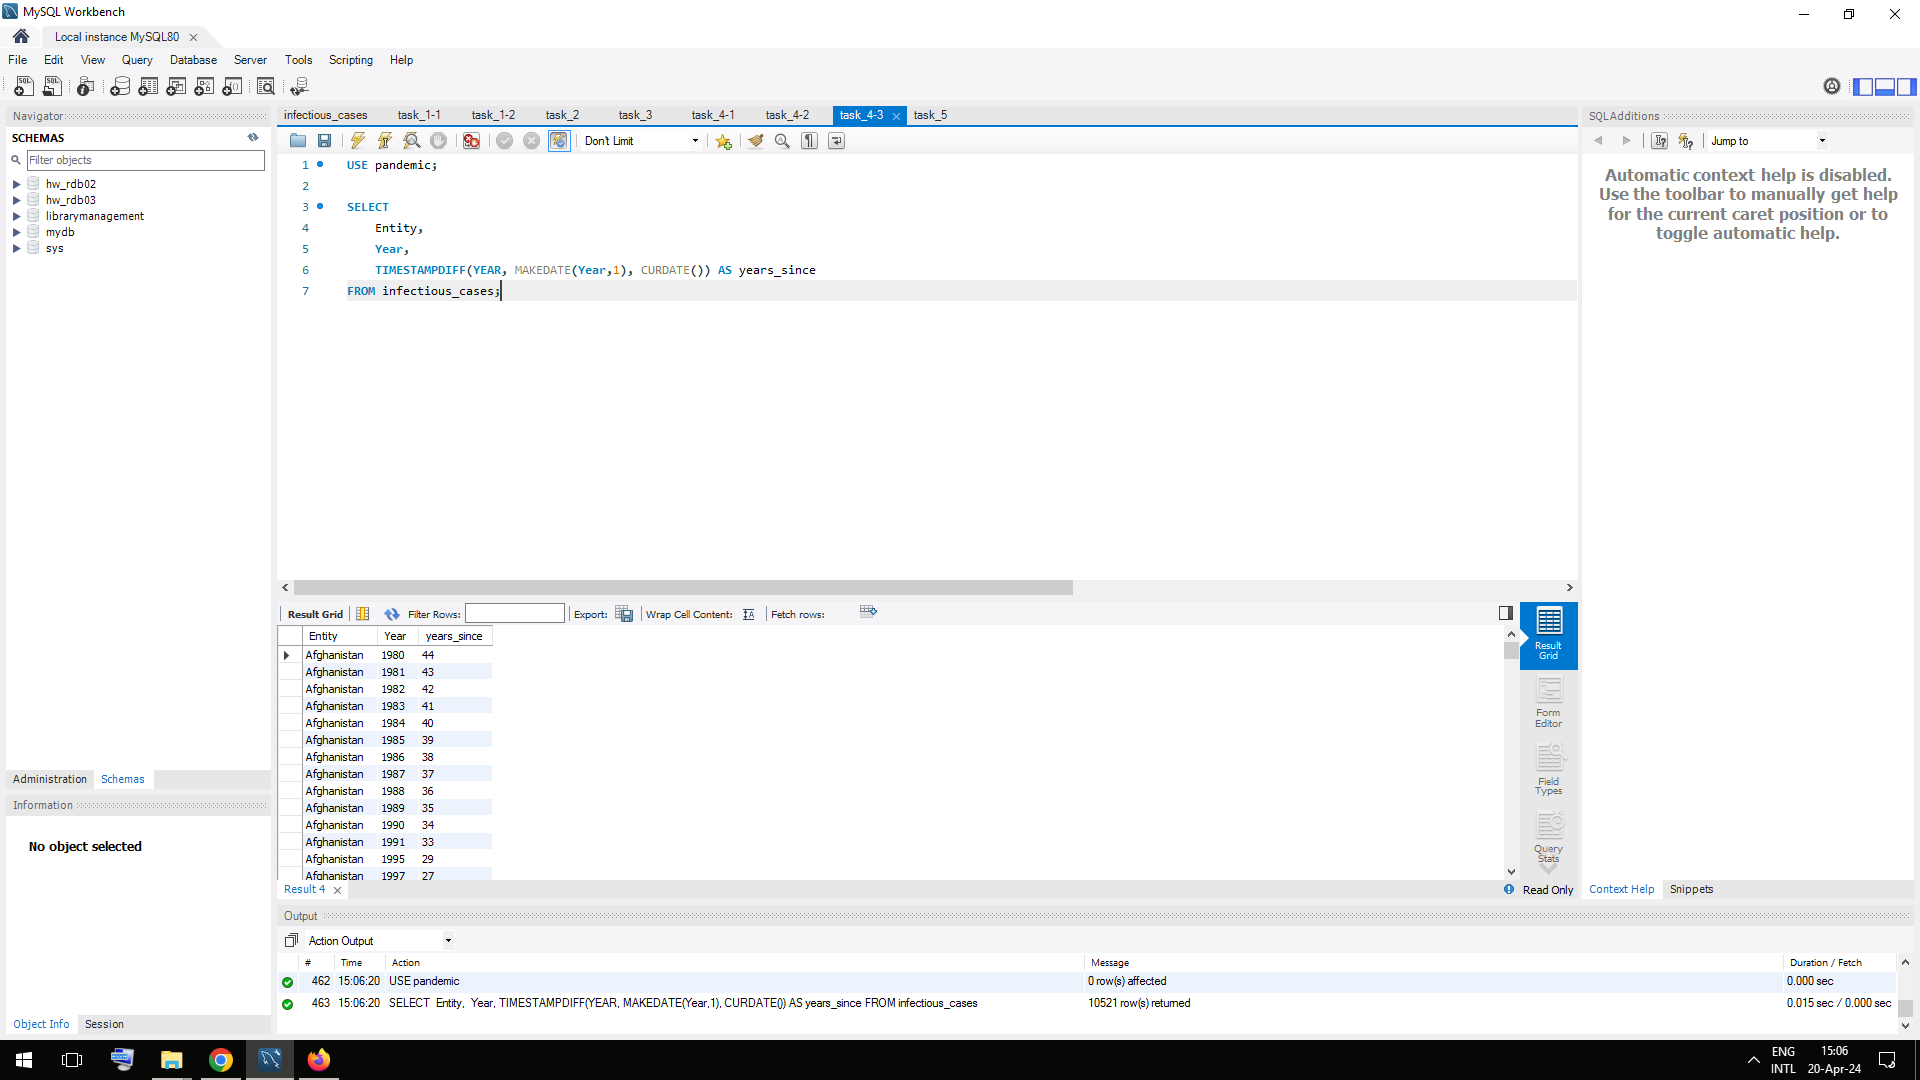 MySQL Workbench
Local instance MySQL80
File Edit View Query Database Server Tools Scripting Help
Navigator
SCHEMAS
Filter objects
hw_rdb02
hw_rdb03
librarymanagement
mydb
sys
Administration Schemas
Information
No object selected
Object Info Session
infectious_cases task_1-1 task_1-2 task_2 task_3 task_4-1 task_4-2 task_4-3 task_5
Don't Limit
1 USE pandemic;
2
3 SELECT
4 Entity,
5 Year,
6 TIMESTAMPDIFF(YEAR, MAKEDATE(Year,1), CURDATE()) AS years_since
7 FROM infectious_cases;
Result Grid Filter Rows: Export: Wrap Cell Content: Fetch rows:
Entity Year years_since
Afghanistan 1980 44
Afghanistan 1981 43
Afghanistan 1982 42
Afghanistan 1983 41
Afghanistan 1984 40
Afghanistan 1985 39
Afghanistan 1986 38
Afghanistan 1987 37
Afghanistan 1988 36
Afghanistan 1989 35
Afghanistan 1990 34
Afghanistan 1991 33
Afghanistan 1995 29
Afghanistan 1997 27
Result
Grid
Form
Editor
Field
Types
Query
Stats
Result 4
Read Only
SQLAdditions
Jump to
Automatic context help is disabled.
Use the toolbar to manually get help
for the current caret position or to
toggle automatic help.
Context Help Snippets
Output
Action Output
# Time Action Message Duration / Fetch
462 15:06:20 USE pandemic 0 row(s) affected 0.000 sec
463 15:06:20 SELECT Entity, Year, TIMESTAMPDIFF(YEAR, MAKEDATE(Year,1), CURDATE()) AS years_since FROM infectious_cases 10521 row(s) returned 0.015 sec / 0.000 sec
ENG
INTL
15:06
20-Apr-24